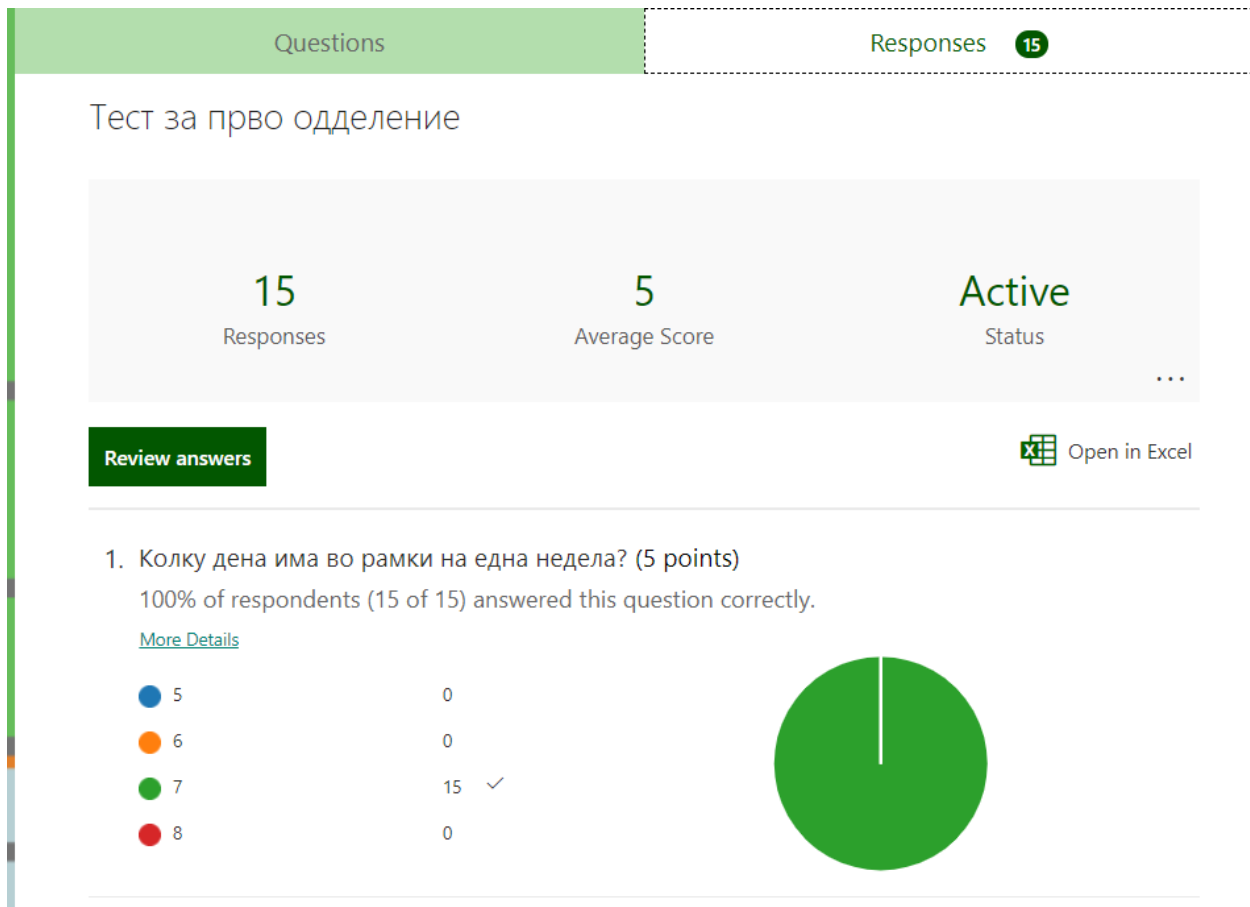 Questions
Responses 15
Тест за прво одделение
15
Responses
5
Average Score
Active
Status
...
Review answers
Open in Excel
1. Колку дена има во рамки на една недела? (5 points)
100% of respondents (15 of 15) answered this question correctly.
More Details
5 0
6 0
7 15 ✓
8 0